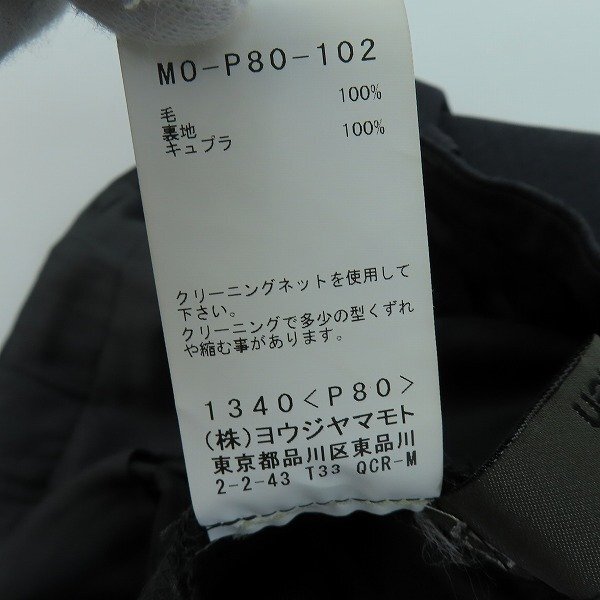 MO-P80-102
毛 100%
裏地
キュプラ 100%
クリーニングネットを使用して
下さい。
クリーニングで多少の型くずれ
や縮む事があります。
1340<P80>
(株)ヨウジヤマモト
東京都品川区東品川
2-2-43 T33 QCR-M